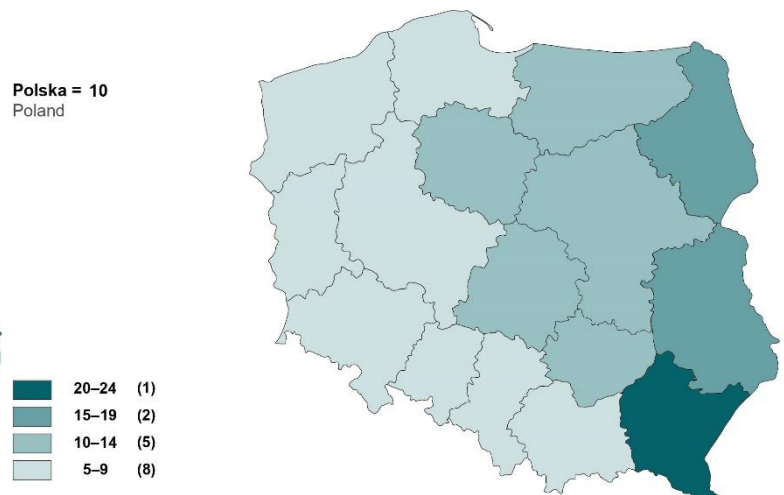 Polska = 10
Poland
20–24 (1)
15–19 (2)
10–14 (5)
5–9 (8)